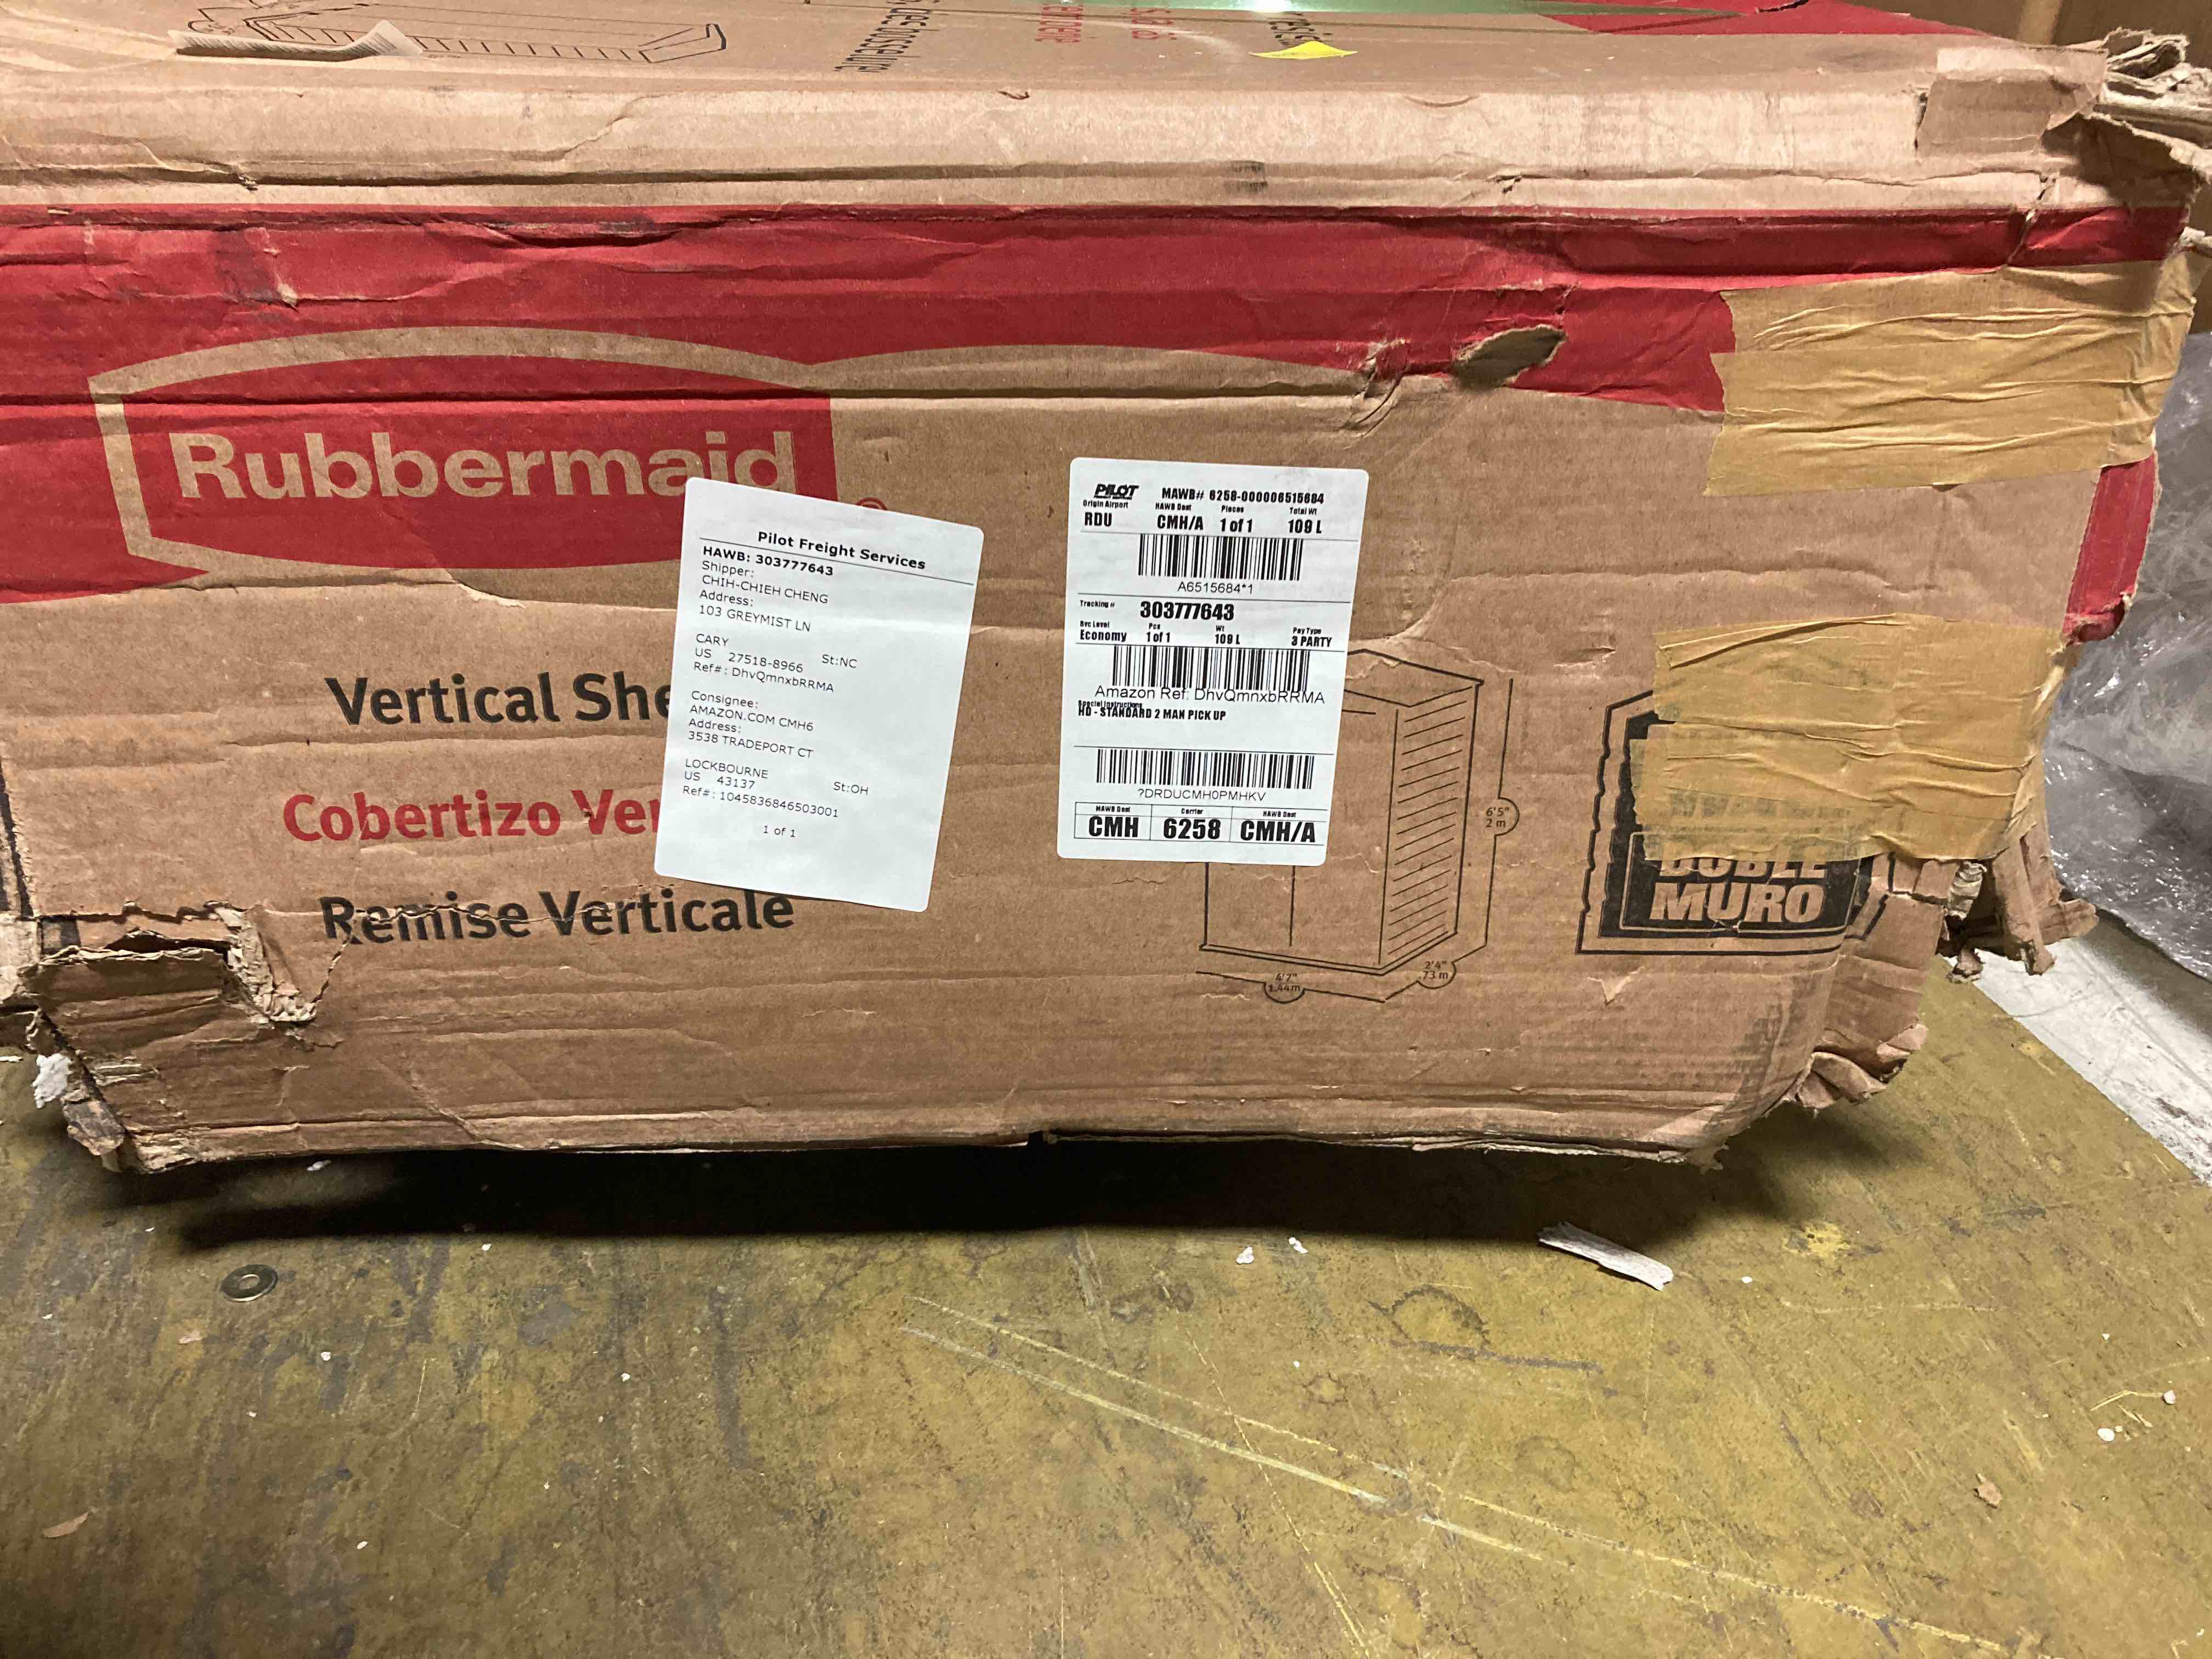 Rubbermaid
Vertical She
Cobertizo Ver
Remise Verticale
Pilot Freight Services
HAWB: 303777643
Shipper:
CHIH-CHIEH CHENG
Address:
103 GREYMIST LN
CARY St:NC
US 27518-8966
Ref#: DhvQmnxbRRMA
Consignee:
AMAZON.COM CMH6
Address:
3538 TRADEPORT CT
LOCKBOURNE St:OH
US 43137
Ref#: 1045836846503001
1 of 1
PILOT MAWB# 6258-000006515684
Origin Airport HAWB Dest Pieces Total Wt
RDU CMH/A 1 of 1 109 L
A6515684*1
Tracking# 303777643
Svc Level Pcs Wt Pay Type
Economy 1 of 1 109 L 3 PARTY
Amazon Ref: DhvQmnxbRRMA
Special Instructions
HD - STANDARD 2 MAN PICK UP
?DRDUCMH0PMHKV
HAWB Dest Carrier HAWB Dest
CMH 6258 CMH/A
6'5"
2 m
4'7"
1.44m
2'4"
.73 m
DOBLE
MURO